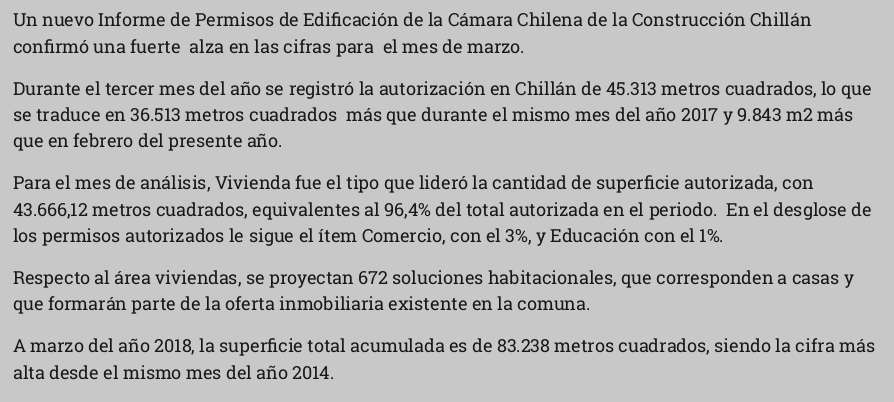 Un nuevo Informe de Permisos de Edificación de la Cámara Chilena de la Construcción Chillán
confirmó una fuerte  alza en las cifras para  el mes de marzo.
Durante el tercer mes del año se registró la autorización en Chillán de 45.313 metros cuadrados, lo que
se traduce en 36.513 metros cuadrados  más que durante el mismo mes del año 2017 y 9.843 m2 más
que en febrero del presente año.
Para el mes de análisis, Vivienda fue el tipo que lideró la cantidad de superficie autorizada, con
43.666,12 metros cuadrados, equivalentes al 96,4% del total autorizada en el periodo.  En el desglose de
los permisos autorizados le sigue el ítem Comercio, con el 3%, y Educación con el 1%.
Respecto al área viviendas, se proyectan 672 soluciones habitacionales, que corresponden a casas y
que formarán parte de la oferta inmobiliaria existente en la comuna.
A marzo del año 2018, la superficie total acumulada es de 83.238 metros cuadrados, siendo la cifra más
alta desde el mismo mes del año 2014.